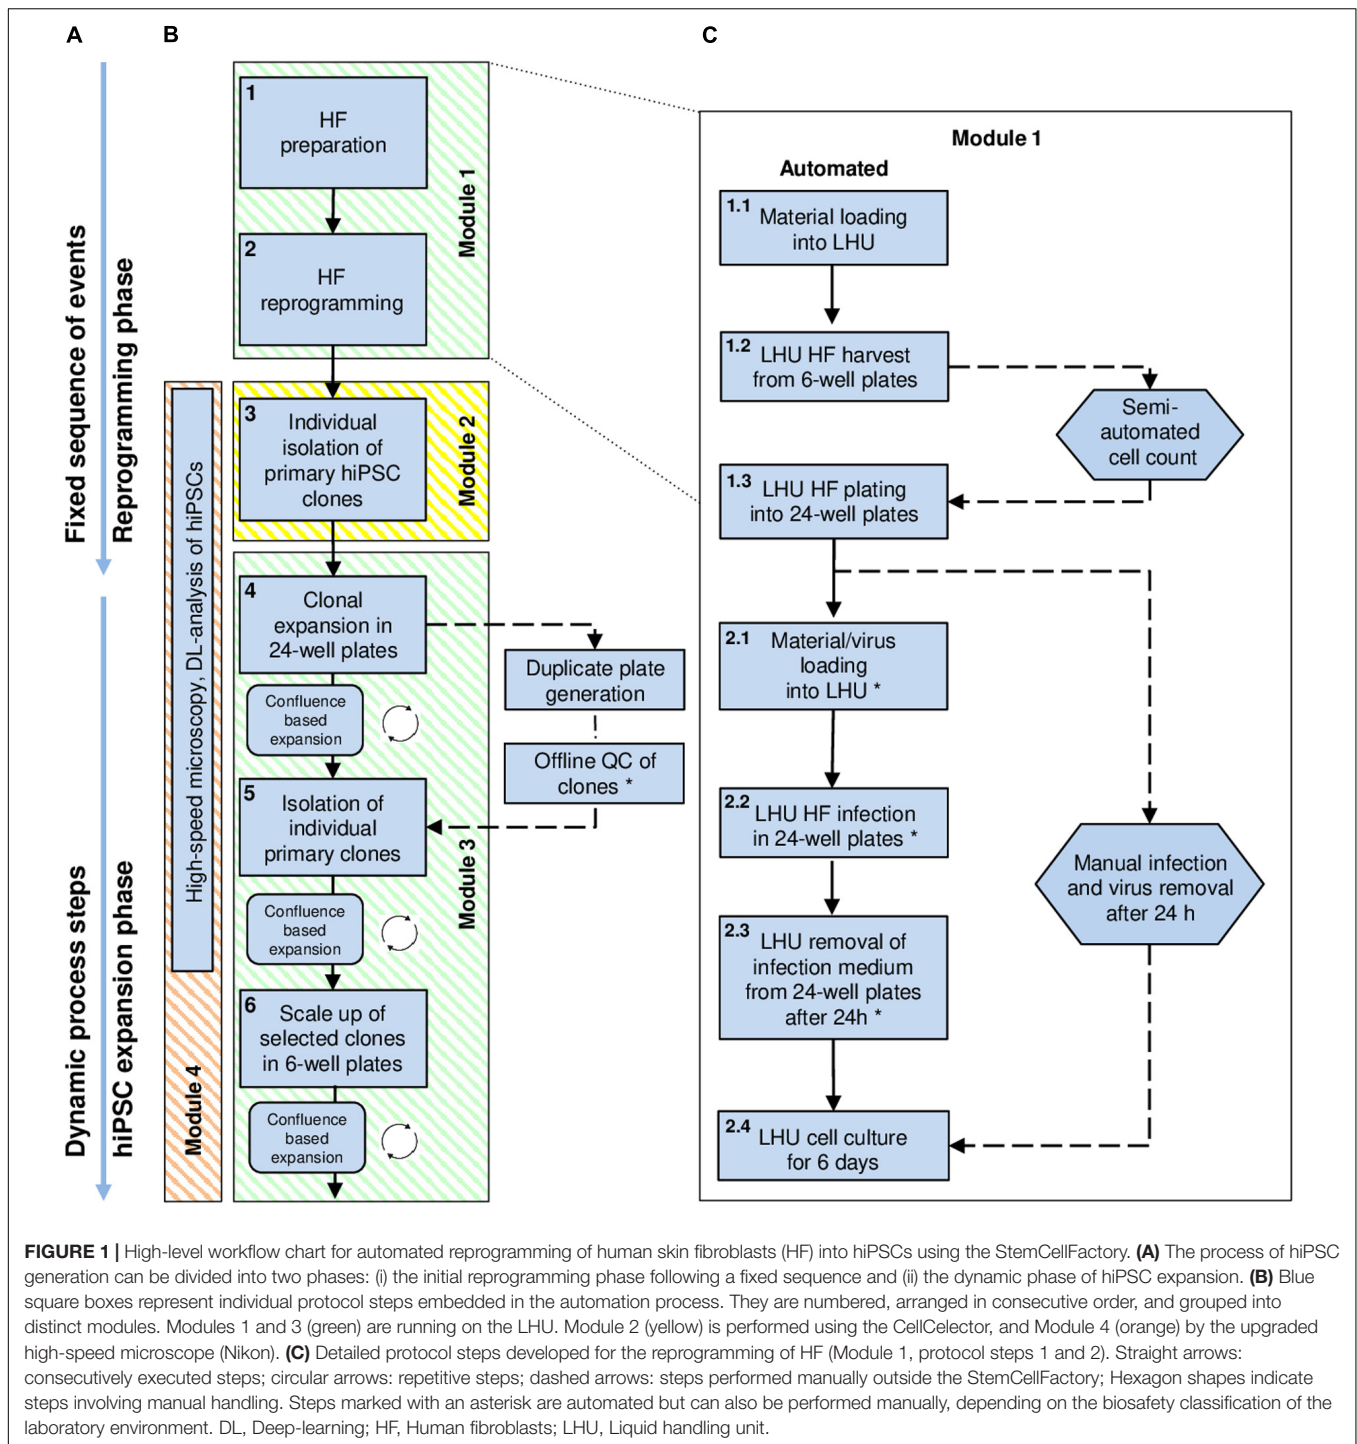 A
B
C
Fixed sequence of events
Reprogramming phase
Dynamic process steps
hiPSC expansion phase
1
HF
preparation
2
HF
reprogramming
Module 1
3
Individual
isolation of
primary hiPSC
clones
Module 2
High-speed microscopy, DL-analysis of hiPSCs
Module 4
4
Clonal
expansion in
24-well plates
Confluence
based
expansion
5
Isolation of
individual
primary clones
Confluence
based
expansion
6
Scale up of
selected clones
in 6-well plates
Confluence
based
expansion
Module 3
Duplicate plate
generation
Offline QC of
clones *
Module 1
Automated
1.1
Material loading
into LHU
1.2
LHU HF harvest
from 6-well plates
Semi-
automated
cell count
1.3
LHU HF plating
into 24-well plates
2.1
Material/virus
loading
into LHU *
2.2
LHU HF infection
in 24-well plates *
Manual infection
and virus removal
after 24 h
2.3
LHU removal of
infection medium
from 24-well plates
after 24h *
2.4
LHU cell culture
for 6 days
FIGURE 1 | High-level workflow chart for automated reprogramming of human skin fibroblasts (HF) into hiPSCs using the StemCellFactory. (A) The process of hiPSC
generation can be divided into two phases: (i) the initial reprogramming phase following a fixed sequence and (ii) the dynamic phase of hiPSC expansion. (B) Blue
square boxes represent individual protocol steps embedded in the automation process. They are numbered, arranged in consecutive order, and grouped into
distinct modules. Modules 1 and 3 (green) are running on the LHU. Module 2 (yellow) is performed using the CellCelector, and Module 4 (orange) by the upgraded
high-speed microscope (Nikon). (C) Detailed protocol steps developed for the reprogramming of HF (Module 1, protocol steps 1 and 2). Straight arrows:
consecutively executed steps; circular arrows: repetitive steps; dashed arrows: steps performed manually outside the StemCellFactory; Hexagon shapes indicate
steps involving manual handling. Steps marked with an asterisk are automated but can also be performed manually, depending on the biosafety classification of the
laboratory environment. DL, Deep-learning; HF, Human fibroblasts; LHU, Liquid handling unit.